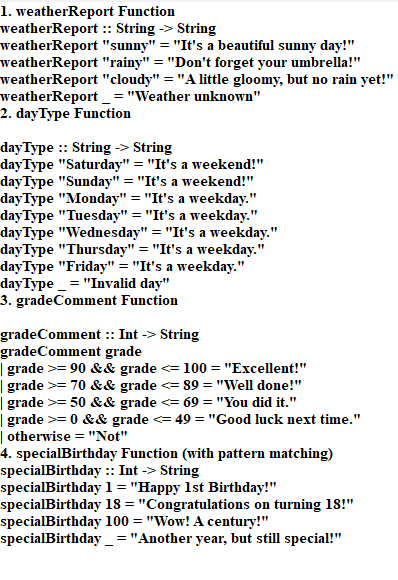 1. weatherReport Function
weatherReport :: String -> String
weatherReport "sunny" = "It's a beautiful sunny day!"
weatherReport "rainy" = "Don't forget your umbrella!"
weatherReport "cloudy" = "A little gloomy, but no rain yet!"
weatherReport _ = "Weather unknown"
2. dayType Function
dayType :: String -> String
dayType "Saturday" = "It's a weekend!"
dayType "Sunday" = "It's a weekend!"
dayType "Monday" = "It's a weekday."
dayType "Tuesday" = "It's a weekday."
dayType "Wednesday" = "It's a weekday."
dayType "Thursday" = "It's a weekday."
dayType "Friday" = "It's a weekday."
dayType _ = "Invalid day"
3. gradeComment Function
gradeComment :: Int -> String
gradeComment grade
| grade >= 90 && grade <= 100 = "Excellent!"
| grade >= 70 && grade <= 89 = "Well done!"
| grade >= 50 && grade <= 69 = "You did it."
| grade >= 0 && grade <= 49 = "Good luck next time."
| otherwise = "Not"
4. specialBirthday Function (with pattern matching)
specialBirthday :: Int -> String
specialBirthday 1 = "Happy 1st Birthday!"
specialBirthday 18 = "Congratulations on turning 18!"
specialBirthday 100 = "Wow! A century!"
specialBirthday _ = "Another year, but still special!"